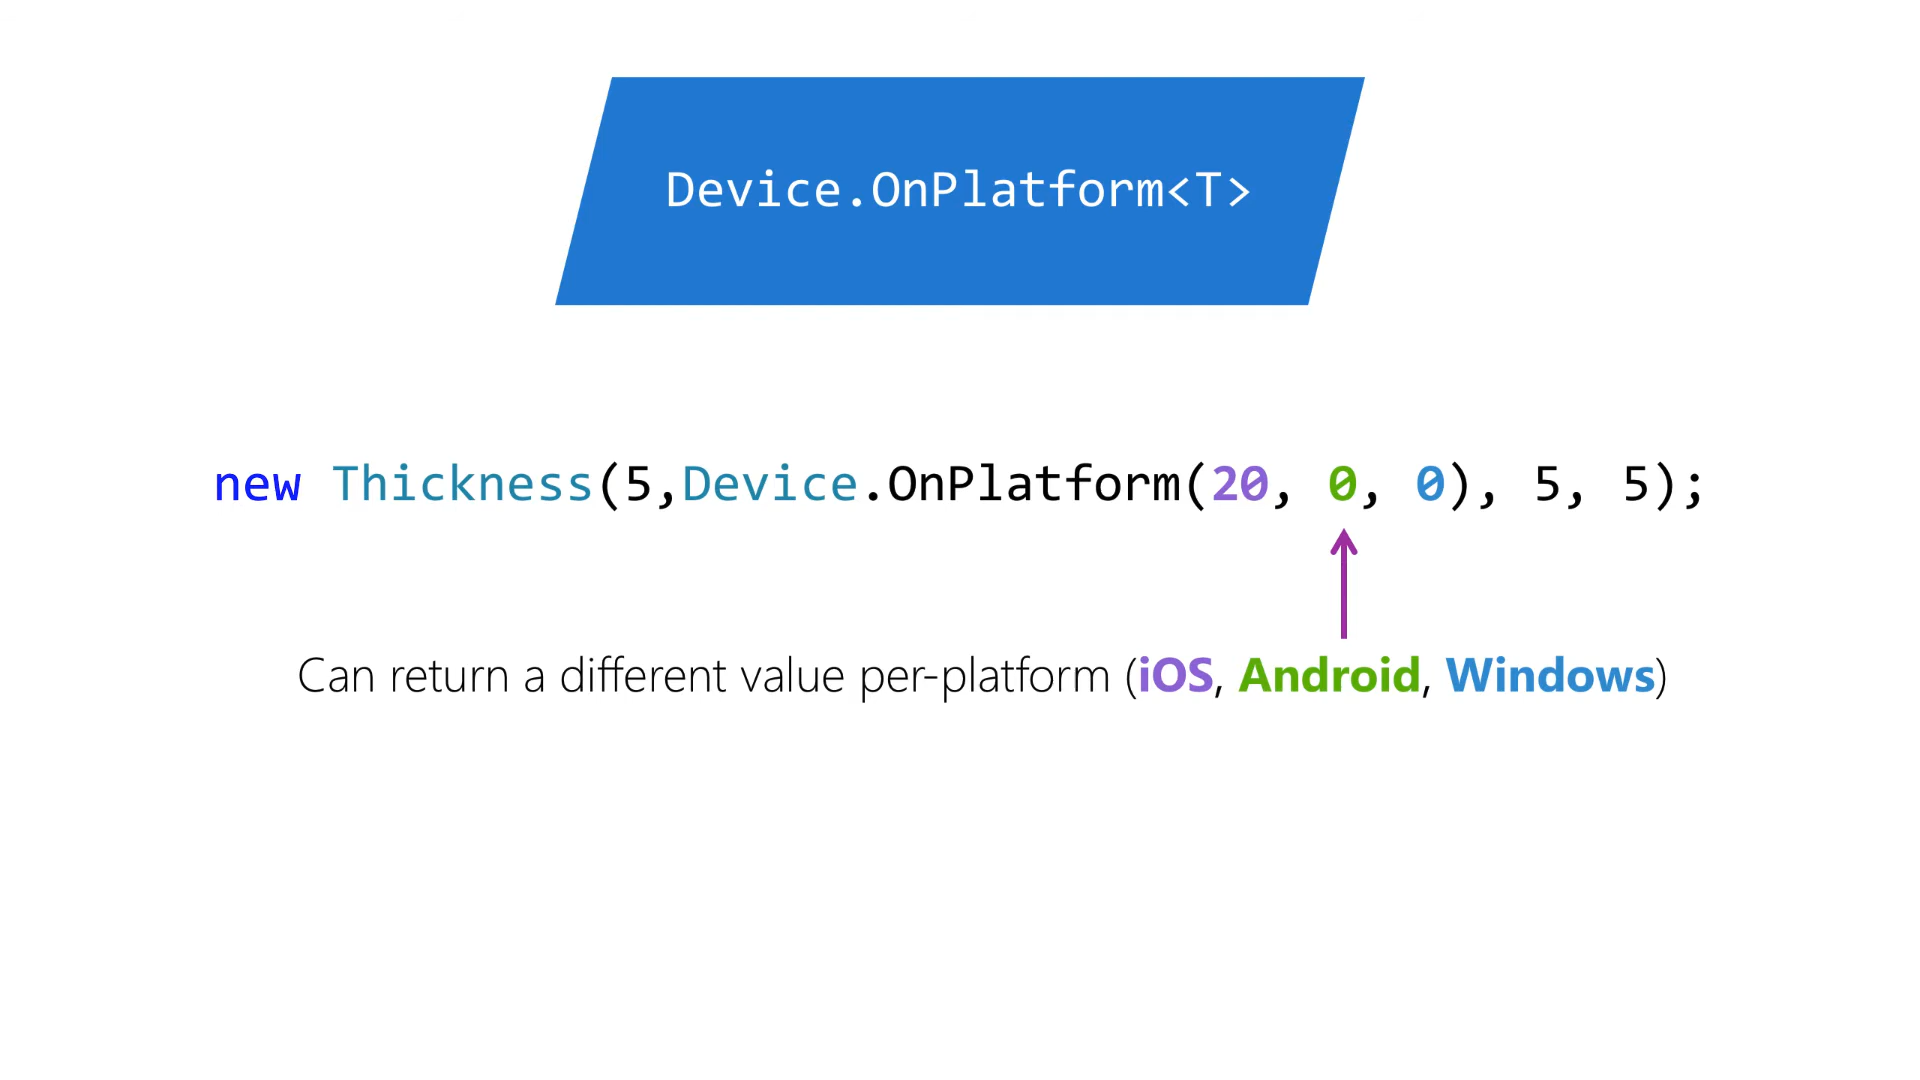 Device.OnPlatform<T>
new Thickness(5,Device.OnPlatform(20, 0, 0), 5, 5);
Can return a different value per-platform (iOS, Android, Windows)